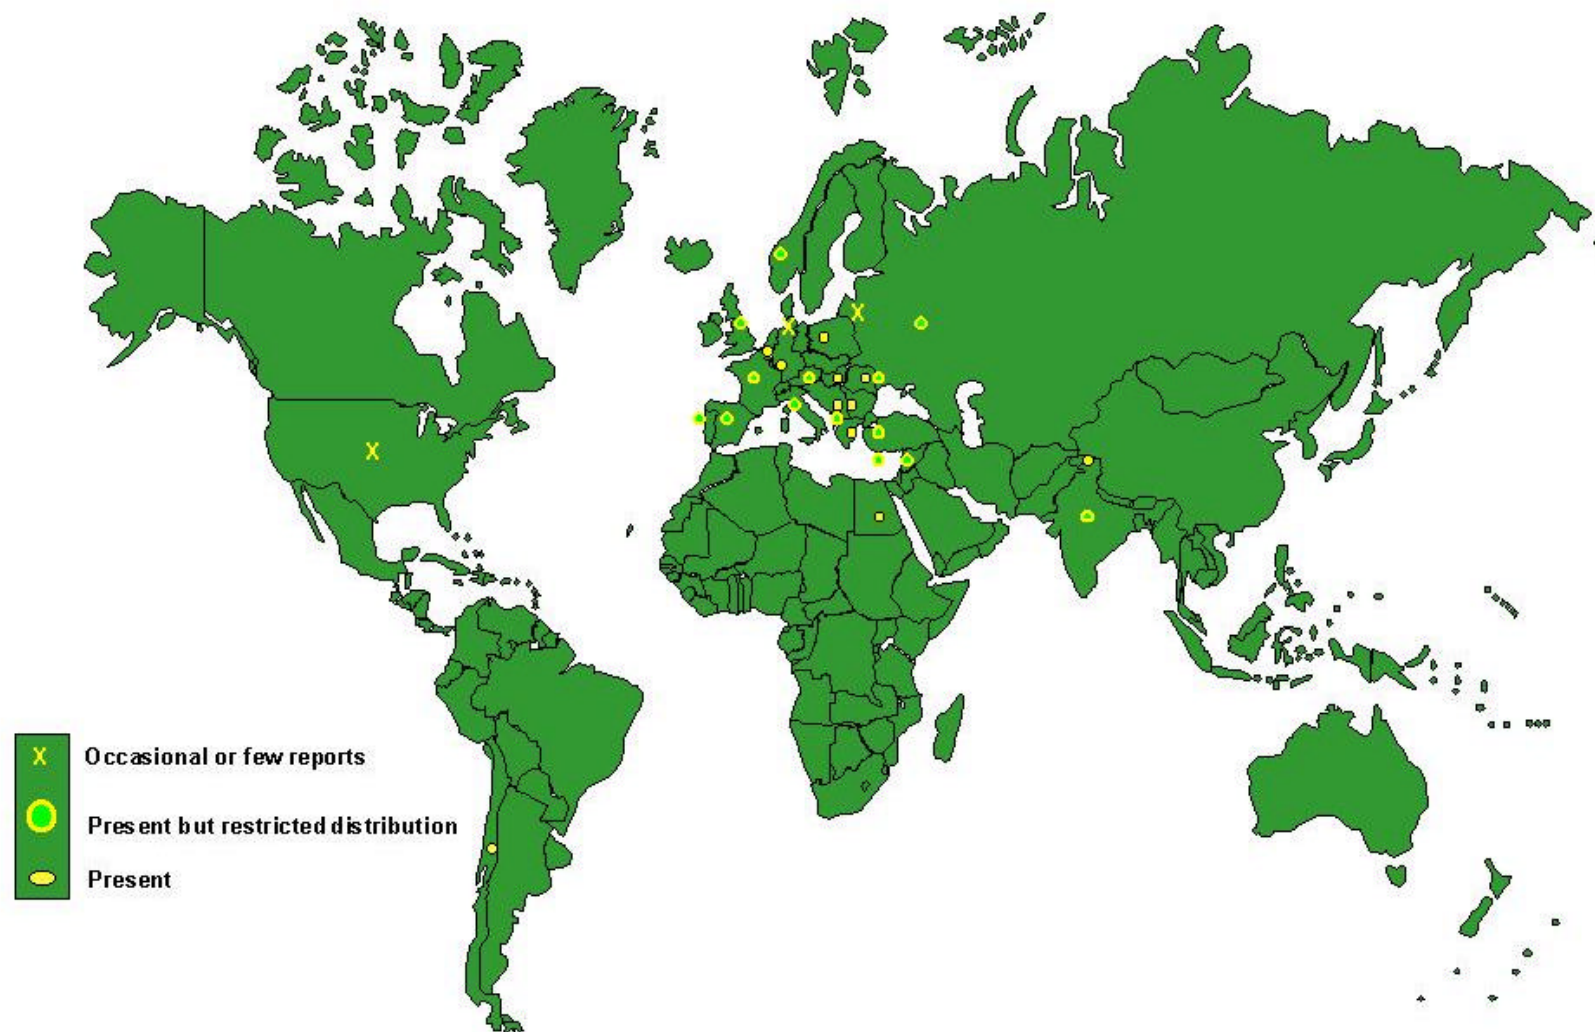 X Occasional or few reports
Present but restricted distribution
Present